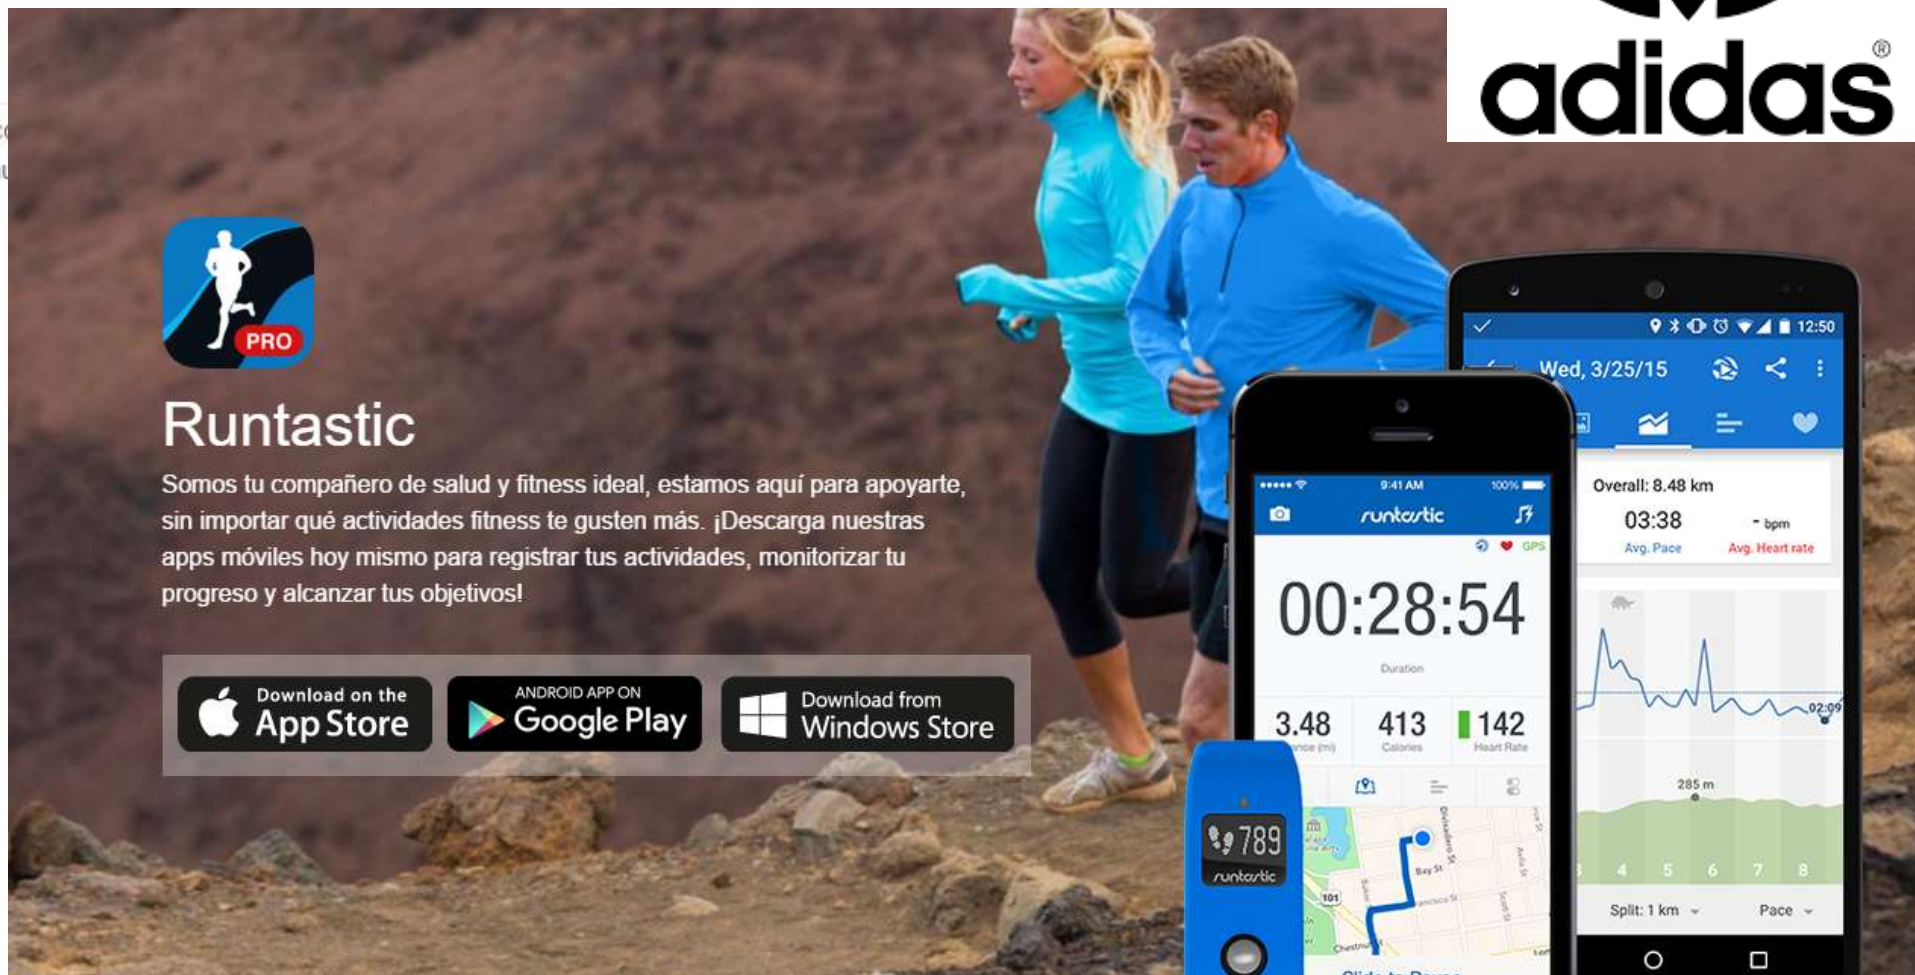 adidas®
PRO
Runtastic
Somos tu compañero de salud y fitness ideal, estamos aquí para apoyarte,
sin importar qué actividades fitness te gusten más. ¡Descarga nuestras
apps móviles hoy mismo para registrar tus actividades, monitorizar tu
progreso y alcanzar tus objetivos!
Download on the
App Store
ANDROID APP ON
Google Play
Download from
Windows Store
789
runtastic
9:41 AM
100%
runtastic
GPS
00:28:54
Duration
3.48
413
142
Calories
Heart Rate
Divisadero St
Bay St
101
Slide to Pause
12:50
Wed, 3/25/15
Overall: 8.48 km
03:38
- bpm
Avg. Pace
Avg. Heart rate
02:09
285 m
4 5 6 7 8
Split: 1 km
Pace